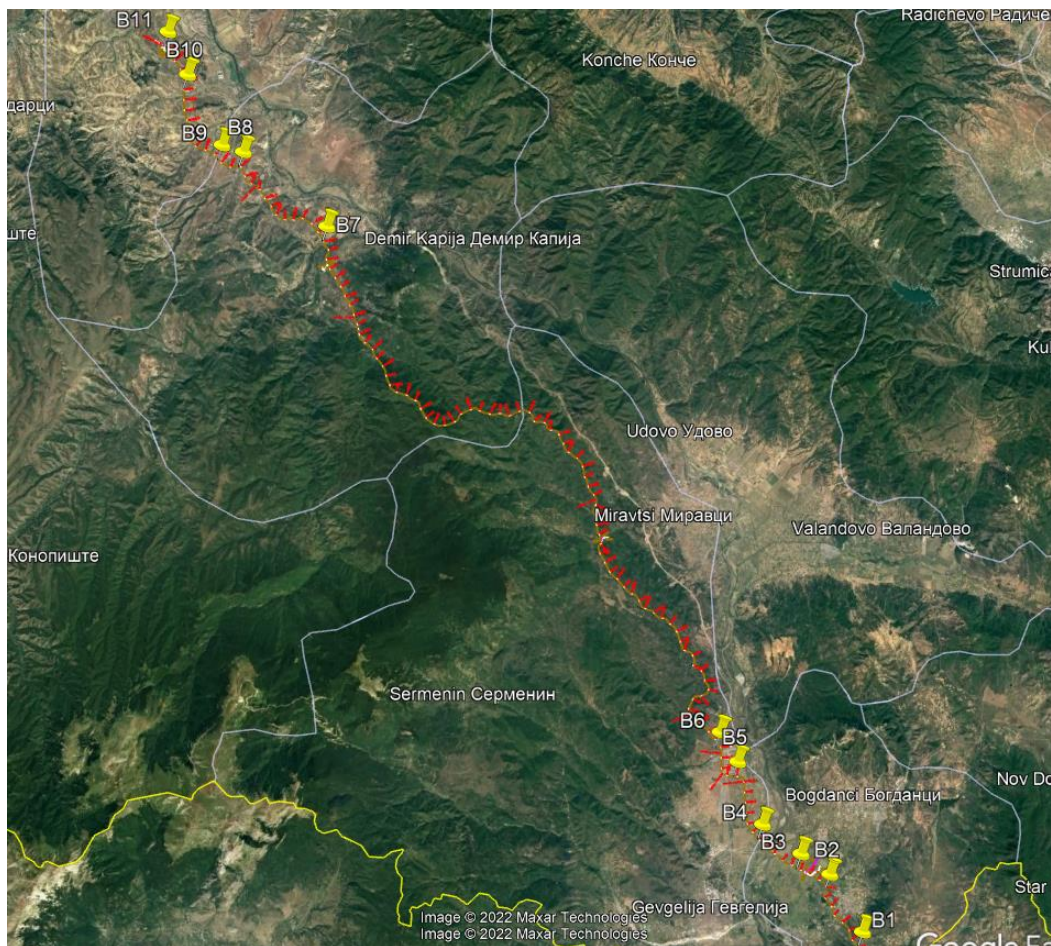 B11
Radichevo Радиче
B10
Konche Конче
дарци
B9 B8
B7
ште
Demir Kapija Демир Капија
Strumica
Kul
Udovo Удово
Miravtsi Миравци
Valandovo Валандово
Конопиште
Sermenin Серменин
B6
B5
Nov Do
Bogdanci Богданци
B4
B3
B2
Star
Gevgelija Гевгелија
B1
Image © 2022 Maxar Technologies
Image © 2022 Maxar Technologies